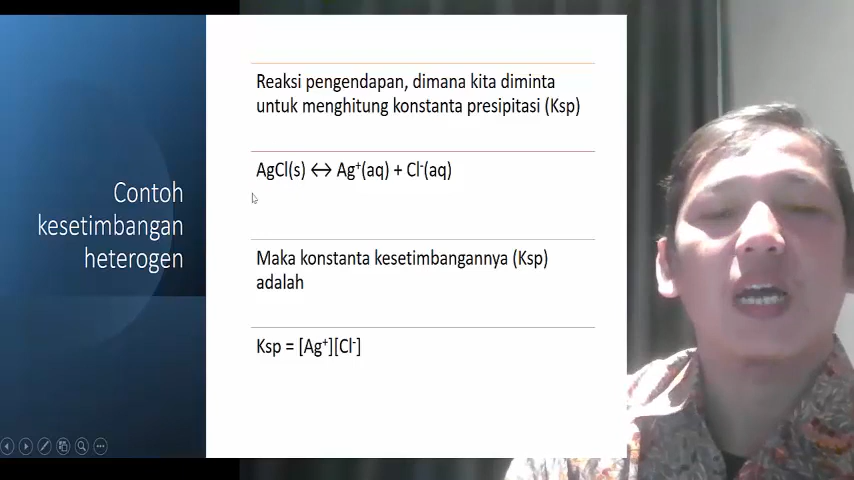 Contoh
kesetimbangan
heterogen
Reaksi pengendapan, dimana kita diminta
untuk menghitung konstanta presipitasi (Ksp)
AgCl(s) ↔ Ag⁺(aq) + Cl⁻(aq)
Maka konstanta kesetimbangannya (Ksp)
adalah
Ksp = [Ag⁺][Cl⁻]